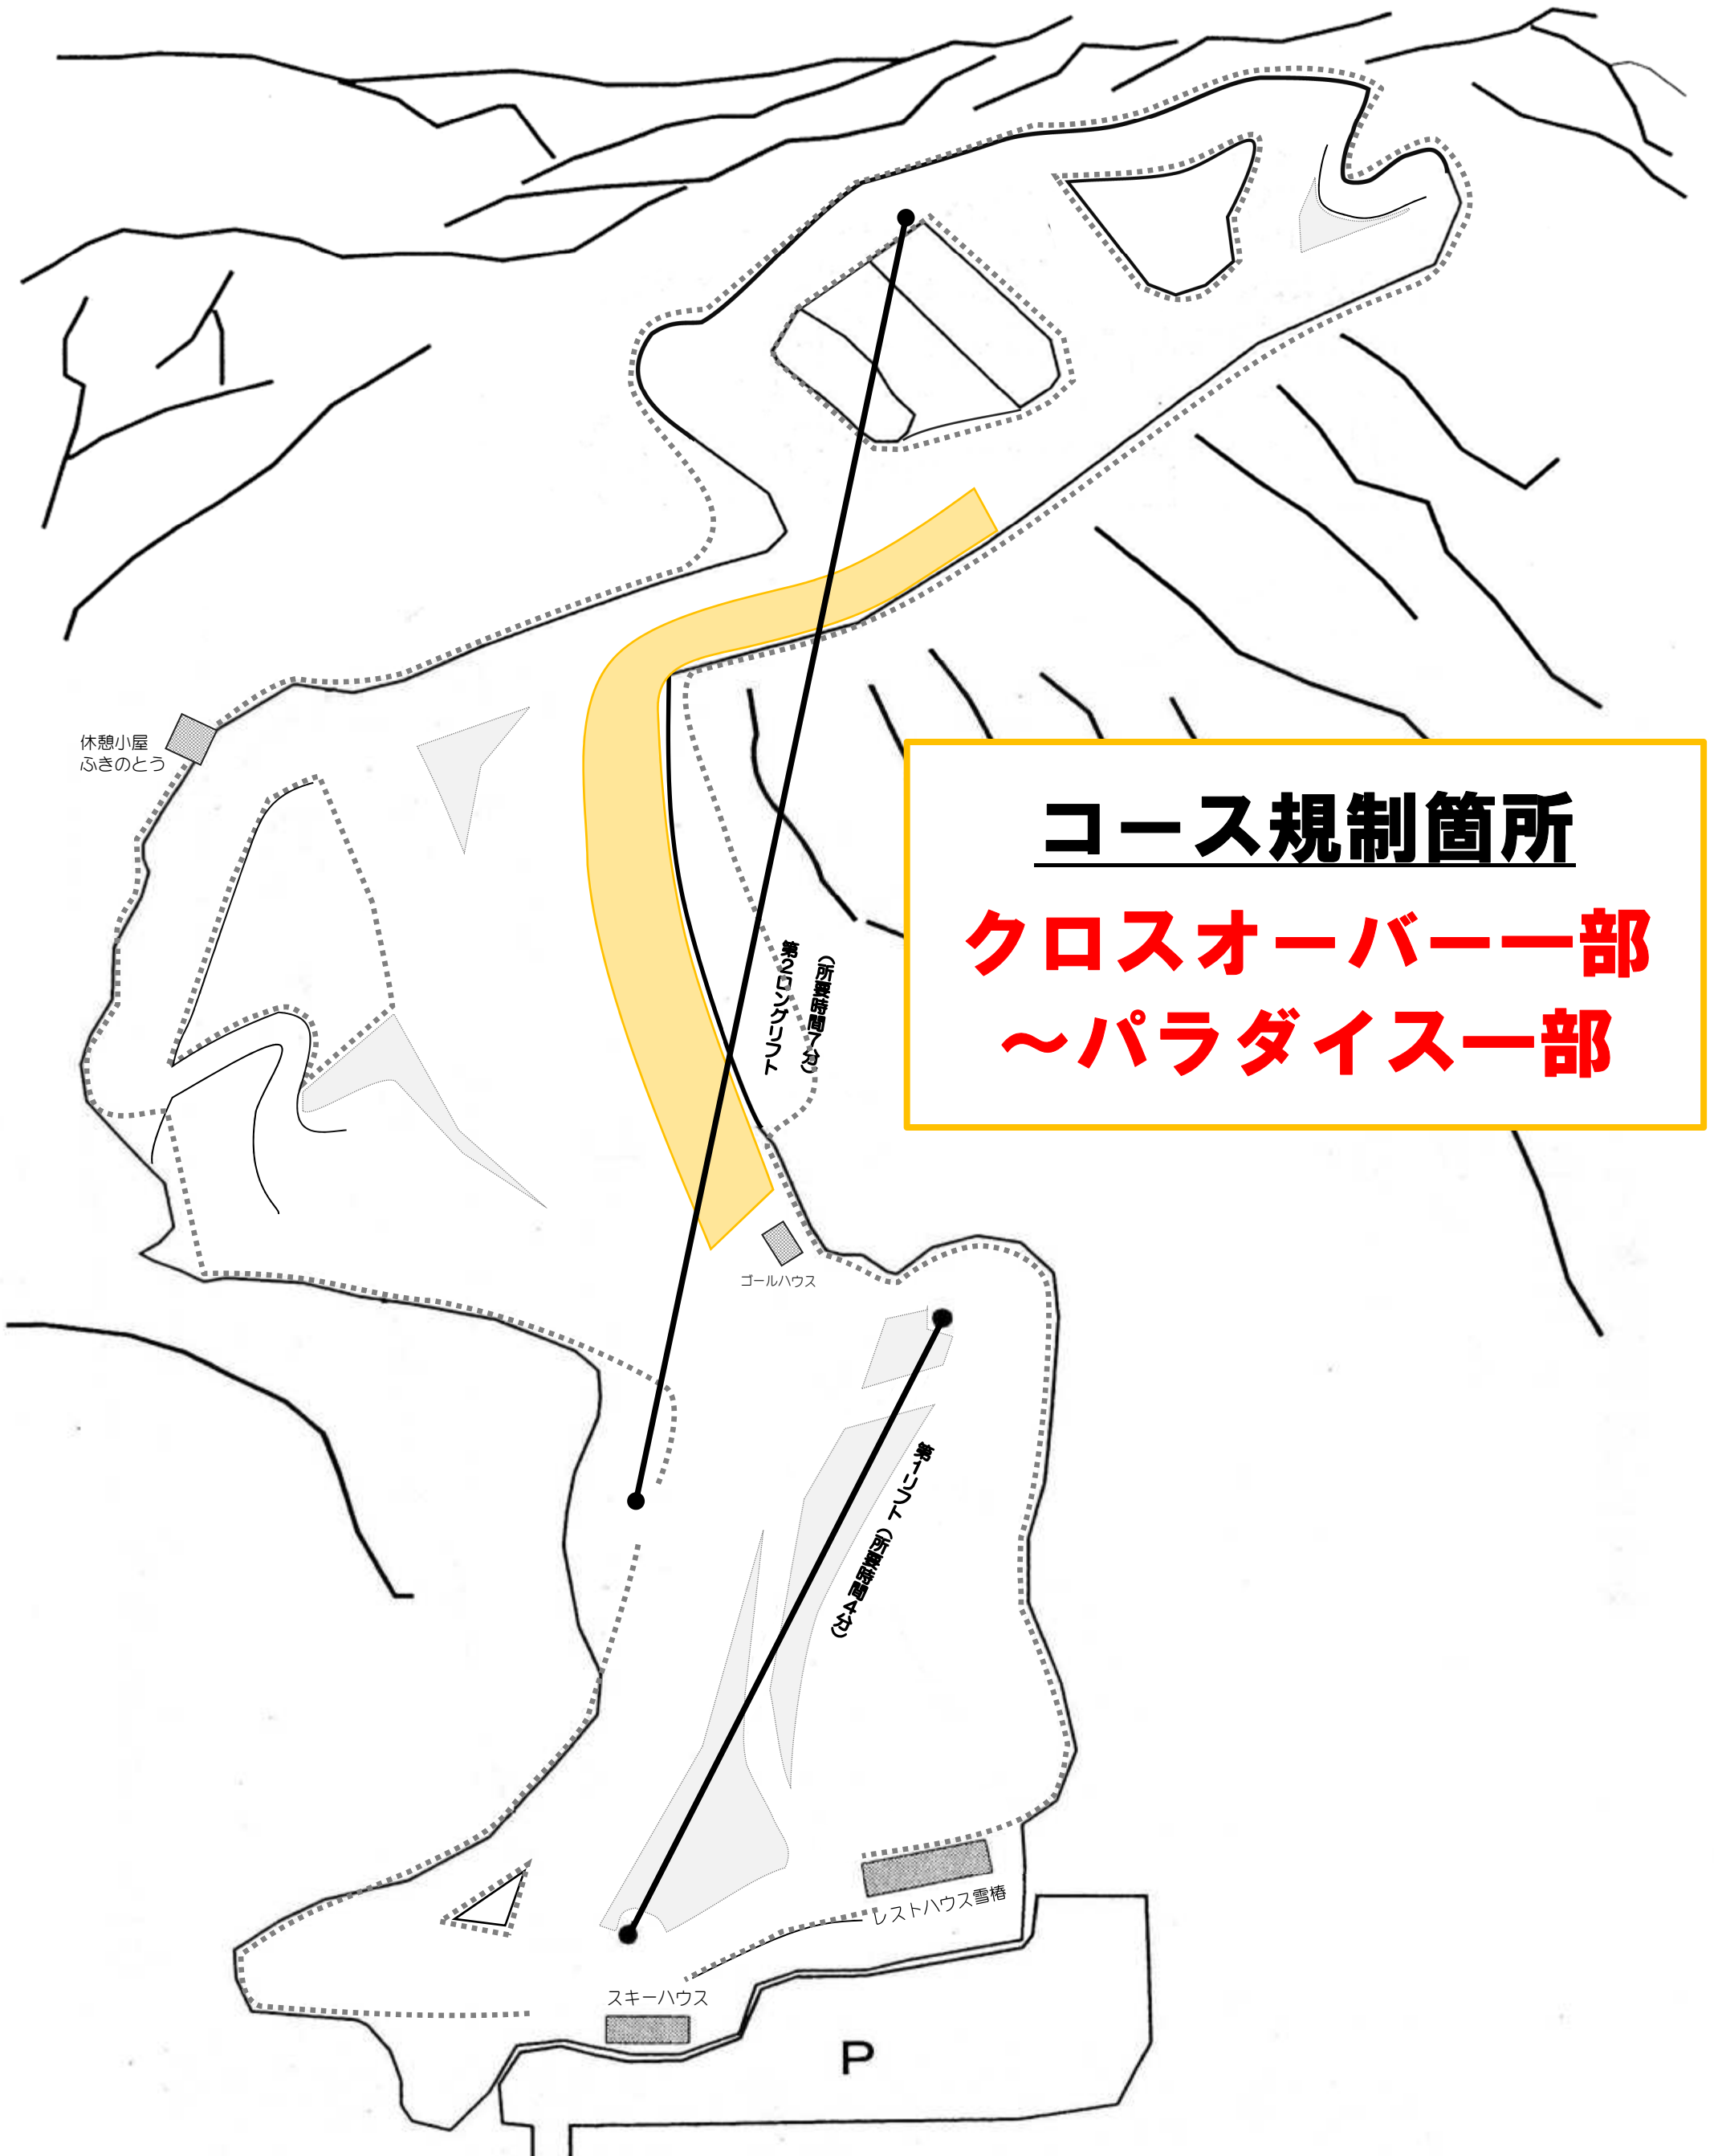 休憩小屋
ふきのとう
コース規制箇所
クロスオーバー一部
～パラダイス一部
第2ロングリフト
(所要時間7分)
ゴールハウス
第1リフト(所要時間4分)
レストハウス雪椿
スキーハウス
P